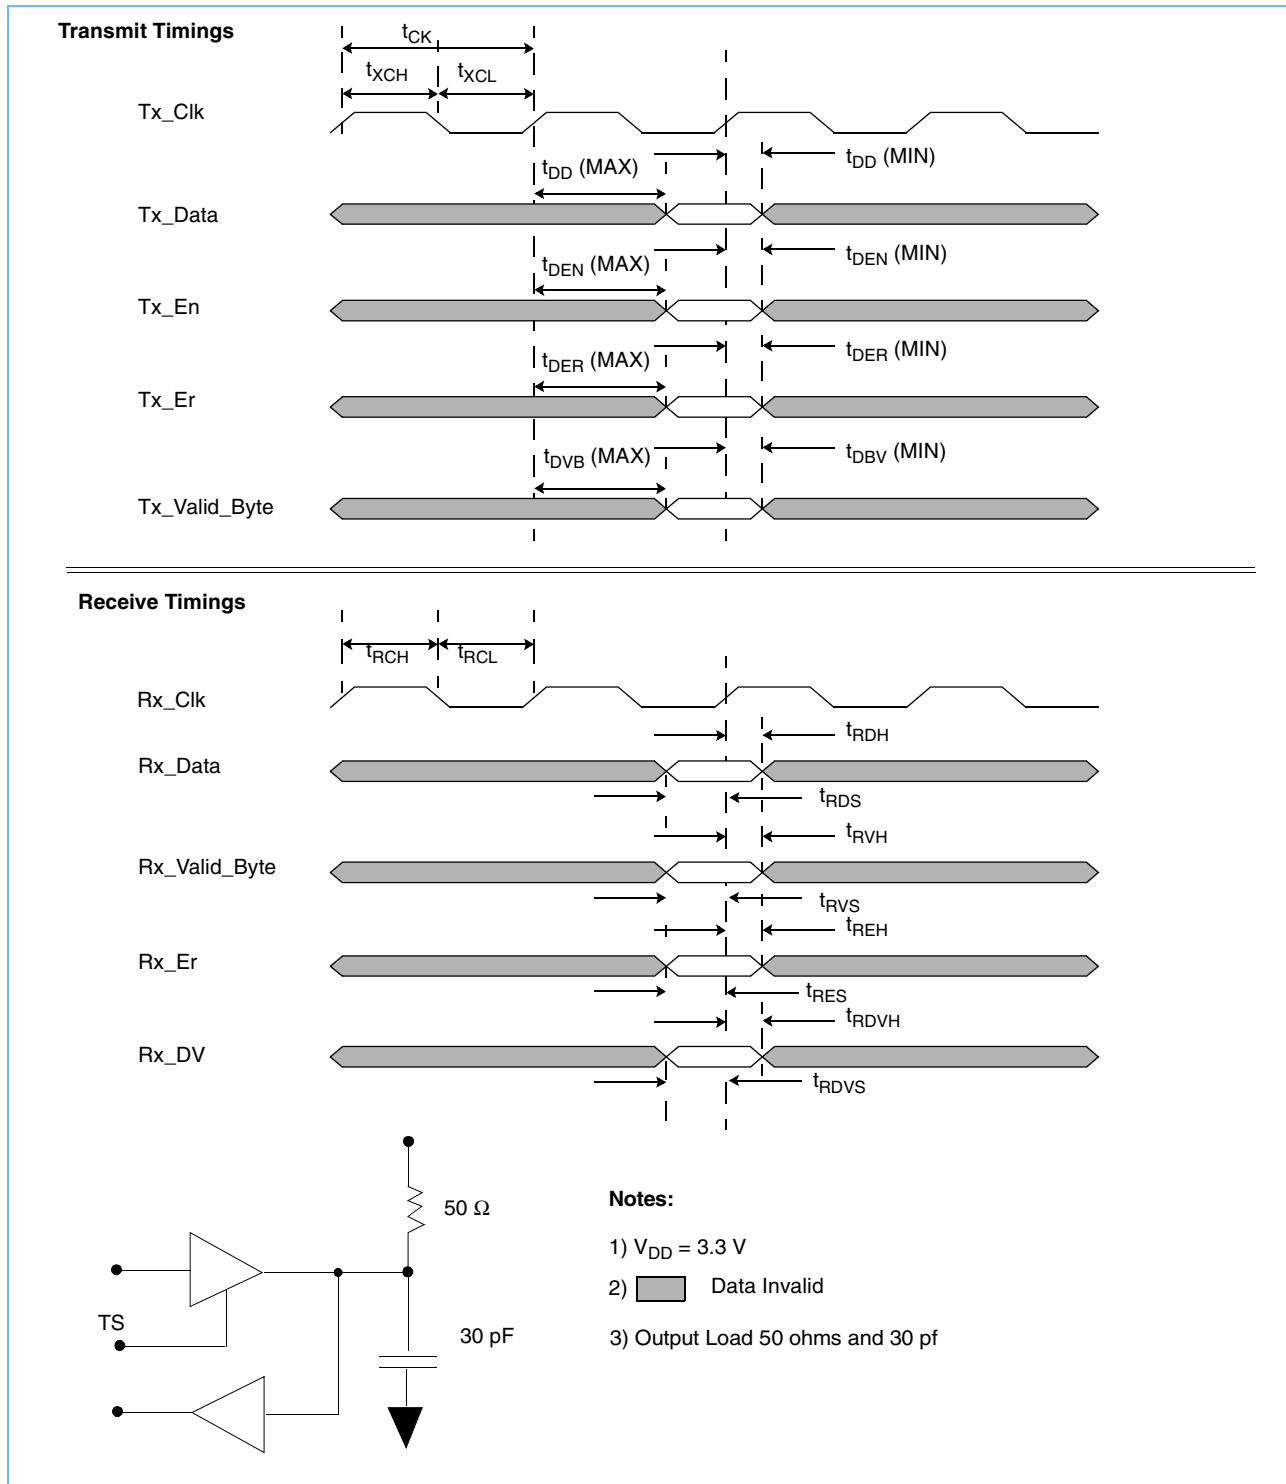 Transmit Timings
tCK
tXCH
tXCL
Tx_Clk
tDD (MAX)
tDD (MIN)
Tx_Data
tDEN (MAX)
tDEN (MIN)
Tx_En
tDER (MAX)
tDER (MIN)
Tx_Er
tDVB (MAX)
tDBV (MIN)
Tx_Valid_Byte
Receive Timings
tRCH
tRCL
Rx_Clk
tRDH
Rx_Data
tRDS
tRVH
Rx_Valid_Byte
tRVS
tREH
Rx_Er
tRES
tRDVH
Rx_DV
tRDVS
50 Ω
TS
30 pF
Notes:
1) VDD = 3.3 V
2) Data Invalid
3) Output Load 50 ohms and 30 pf